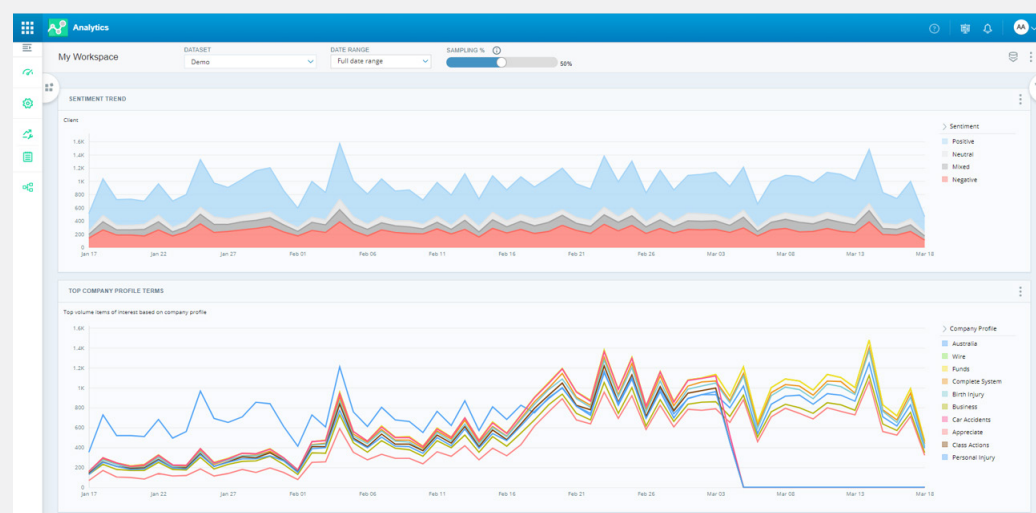 Analytics
AA
My Workspace
DATASET
Demo
DATE RANGE
Full date range
SAMPLING %
50%
SENTIMENT TREND
Client
1.6K
1.4K
1.2K
1.0K
800
600
400
200
0
Jan 17 Jan 22 Jan 27 Feb 01 Feb 06 Feb 11 Feb 16 Feb 21 Feb 26 Mar 03 Mar 08 Mar 13 Mar 18
Sentiment
Positive
Neutral
Mixed
Negative
TOP COMPANY PROFILE TERMS
Top volume items of interest based on company profile
1.6K
1.4K
1.2K
1.0K
800
600
400
200
0
Jan 17 Jan 22 Jan 27 Feb 01 Feb 06 Feb 11 Feb 16 Feb 21 Feb 26 Mar 03 Mar 08 Mar 13 Mar 18
Company Profile
Australia
Wire
Funds
Complete System
Birth Injury
Business
Car Accidents
Appreciate
Class Actions
Personal Injury